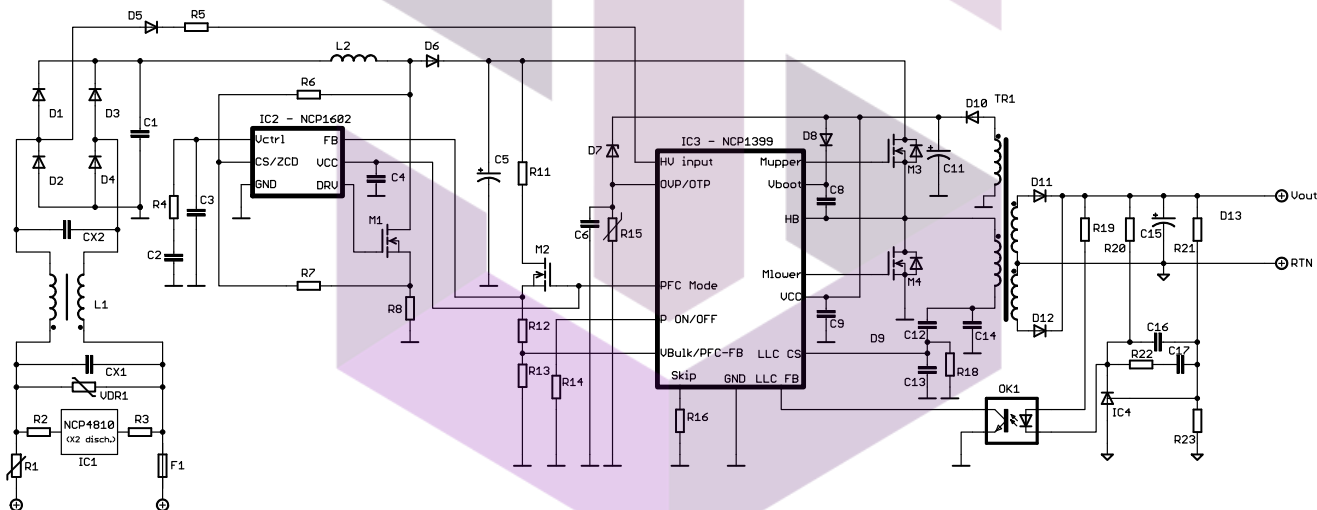 D5
R5
L2
D6
R6
D10
TR1
D1
D3
IC2 - NCP1602
IC3 - NCP1399
D8
C1
Vctrl
FB
D7
HV input
Mupper
M3
C11
D2
D4
CS/ZCD
VCC
C4
C5
R11
OVP/OTP
Vboot
C8
D11
Vout
GND
DRV
R4
C3
M1
C6
R15
HB
R19
R20
C15
R21
D13
CX2
C2
M2
Mlower
M4
RTN
L1
R7
PFC Mode
VCC
R8
R12
P ON/OFF
C9
D9
C12
C14
D12
C16
VBulk/PFC-FB
LLC CS
R22
C17
CX1
R13
R14
Skip
GND
LLC FB
C13
R18
VDR1
OK1
IC4
R2
NCP4810
(X2 disch.)
R3
R16
R23
IC1
R1
F1